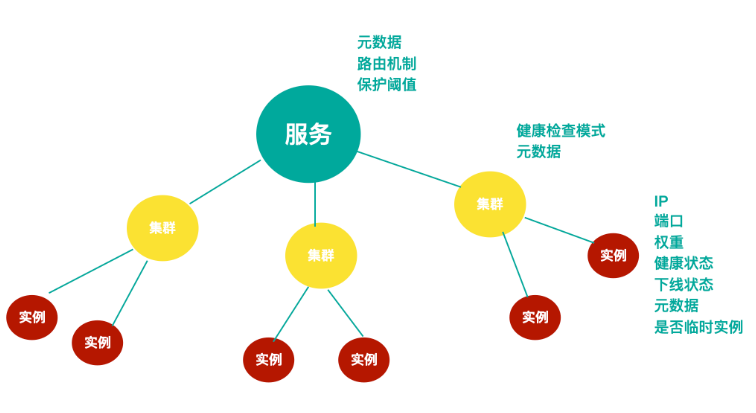 元数据
路由机制
保护阈值
服务
健康检查模式
元数据
集群
集群
集群
IP
端口
权重
健康状态
下线状态
元数据
是否临时实例
实例
实例
实例
实例
实例
实例